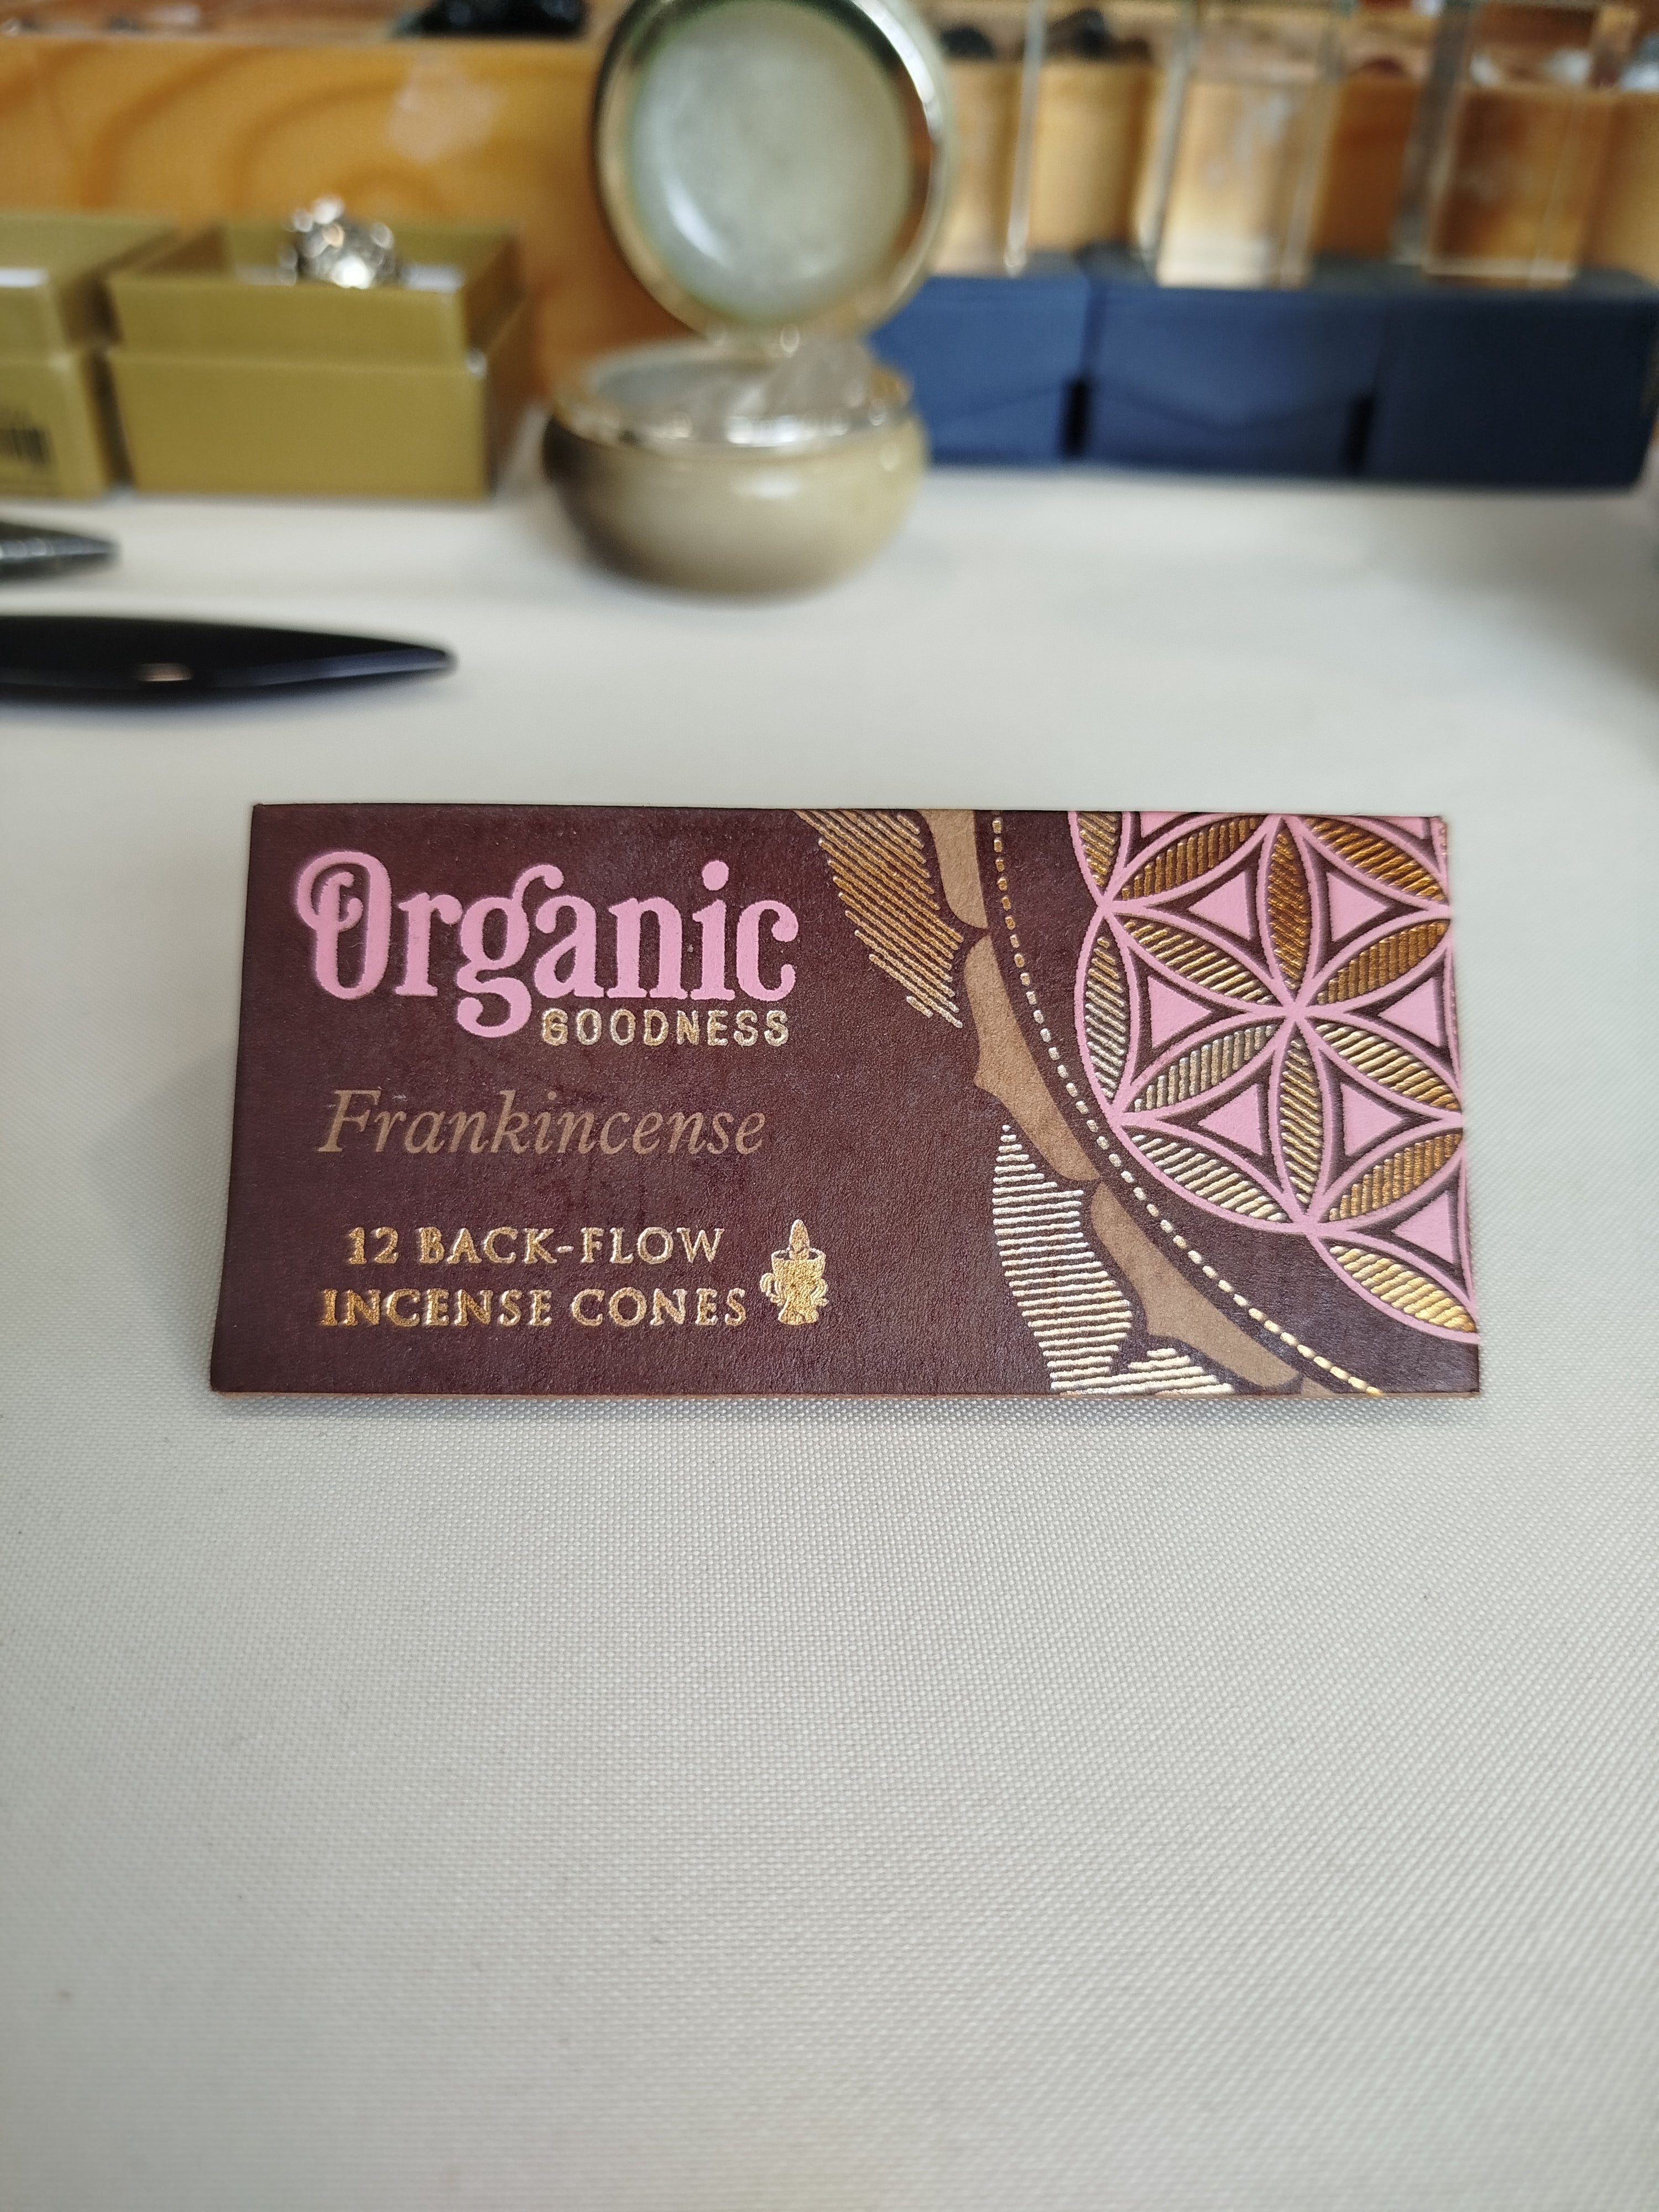 Organic
GOODNESS
Frankincense
12 BACK-FLOW
INCENSE CONES